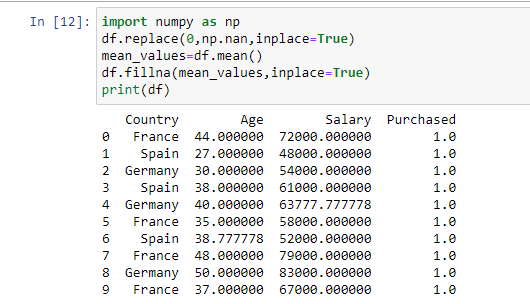 In [12]: import numpy as np
df.replace(0,np.nan,inplace=True)
mean_values=df.mean()
df.fillna(mean_values,inplace=True)
print(df)
Country Age Salary Purchased
0 France 44.000000 72000.000000 1.0
1 Spain 27.000000 48000.000000 1.0
2 Germany 30.000000 54000.000000 1.0
3 Spain 38.000000 61000.000000 1.0
4 Germany 40.000000 63777.777778 1.0
5 France 35.000000 58000.000000 1.0
6 Spain 38.777778 52000.000000 1.0
7 France 48.000000 79000.000000 1.0
8 Germany 50.000000 83000.000000 1.0
9 France 37.000000 67000.000000 1.0